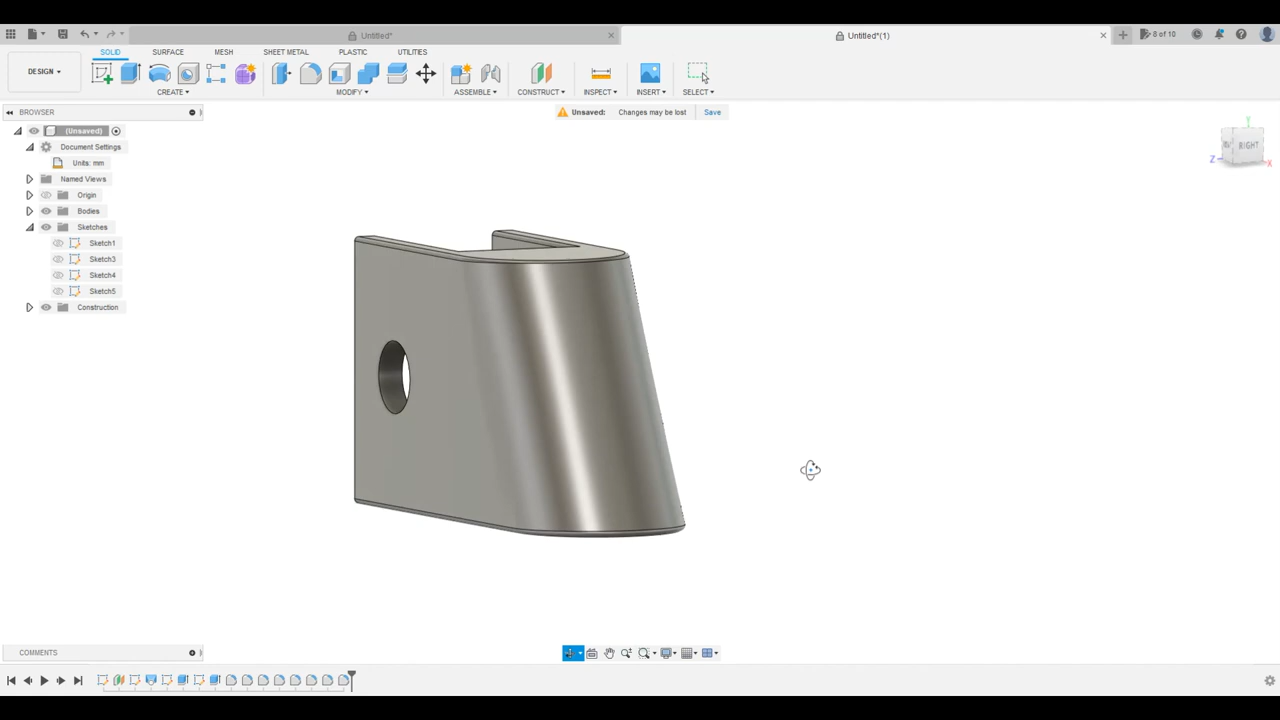 Untitled*
Untitled*(1)
8 of 10
DESIGN
SOLID SURFACE MESH SHEET METAL PLASTIC UTILITIES
CREATE MODIFY ASSEMBLE CONSTRUCT INSPECT INSERT SELECT
BROWSER
Unsaved: Changes may be lost Save
(Unsaved)
Document Settings
Units: mm
Named Views
Origin
Bodies
Sketches
Sketch1
Sketch3
Sketch4
Sketch5
Construction
Y
RIGHT
Z
X
COMMENTS